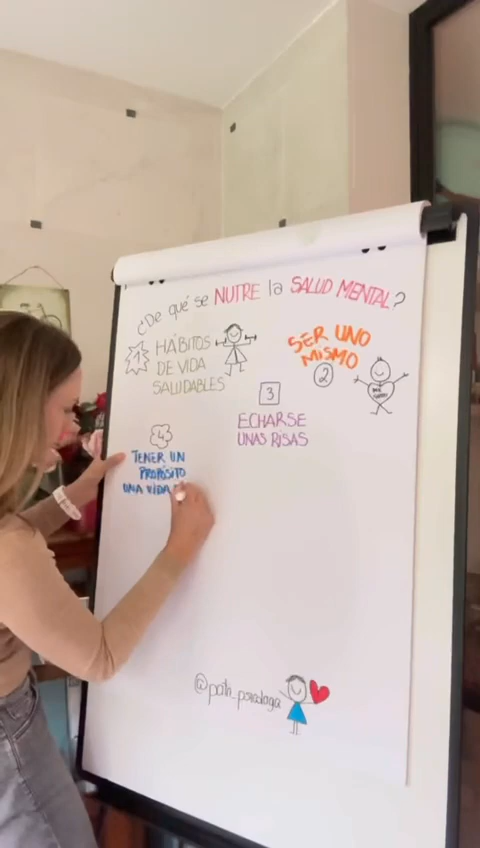 ¿De qué se NUTRE la SALUD MENTAL?
1
HÁBITOS
DE VIDA
SALUDABLES
SER UNO
MISMO
2
3
ECHARSE
UNAS RISAS
4
TENER UN
PROPÓSITO
UNA VIDA